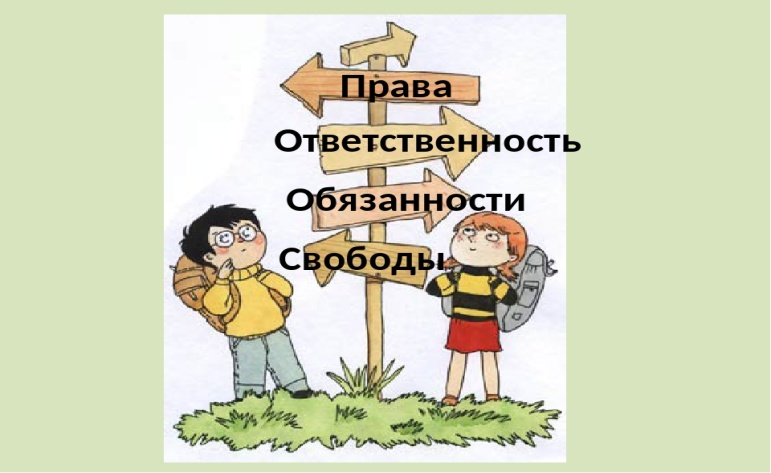 Права
Ответственность
Обязанности
Свободы